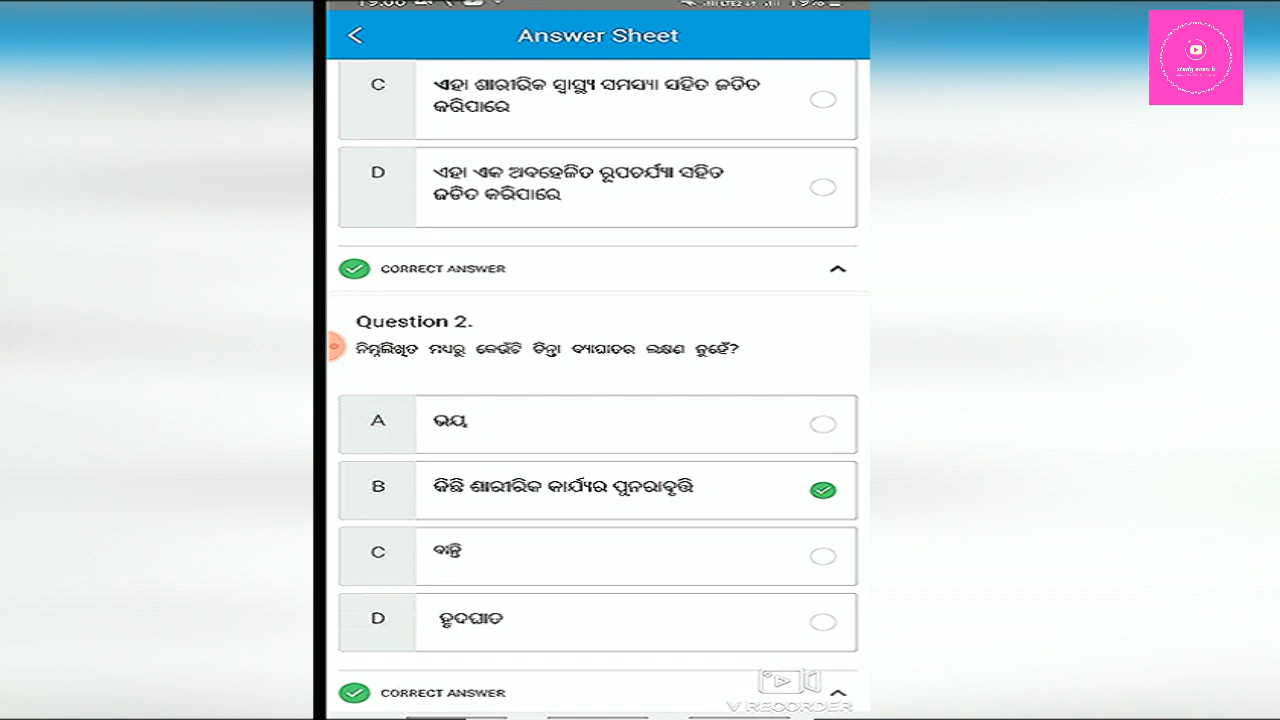 Answer Sheet
C
ଏହା ଶାରୀରିକ ସ୍ୱାସ୍ଥ୍ୟ ସମସ୍ୟା ସହିତ ଜଡିତ
କରିପାରେ
D
ଏହା ଏକ ଅବହେଳିତ ରୂପଚର୍ଯ୍ୟା ସହିତ
ଜଡିତ କରିପାରେ
CORRECT ANSWER
Question 2.
ନିମ୍ନଲିଖିତ ମଧ୍ୟରୁ କେଉଁଟି ଚିନ୍ତା ବ୍ୟାଘାତର ଲକ୍ଷଣ ନୁହେଁ?
A
ଭୟ
B
କିଛି ଶାରୀରିକ କାର୍ଯ୍ୟର ପୁନରାବୃତ୍ତି
C
ବାନ୍ତି
D
ହୃଦଘାତ
CORRECT ANSWER
V RECORDER